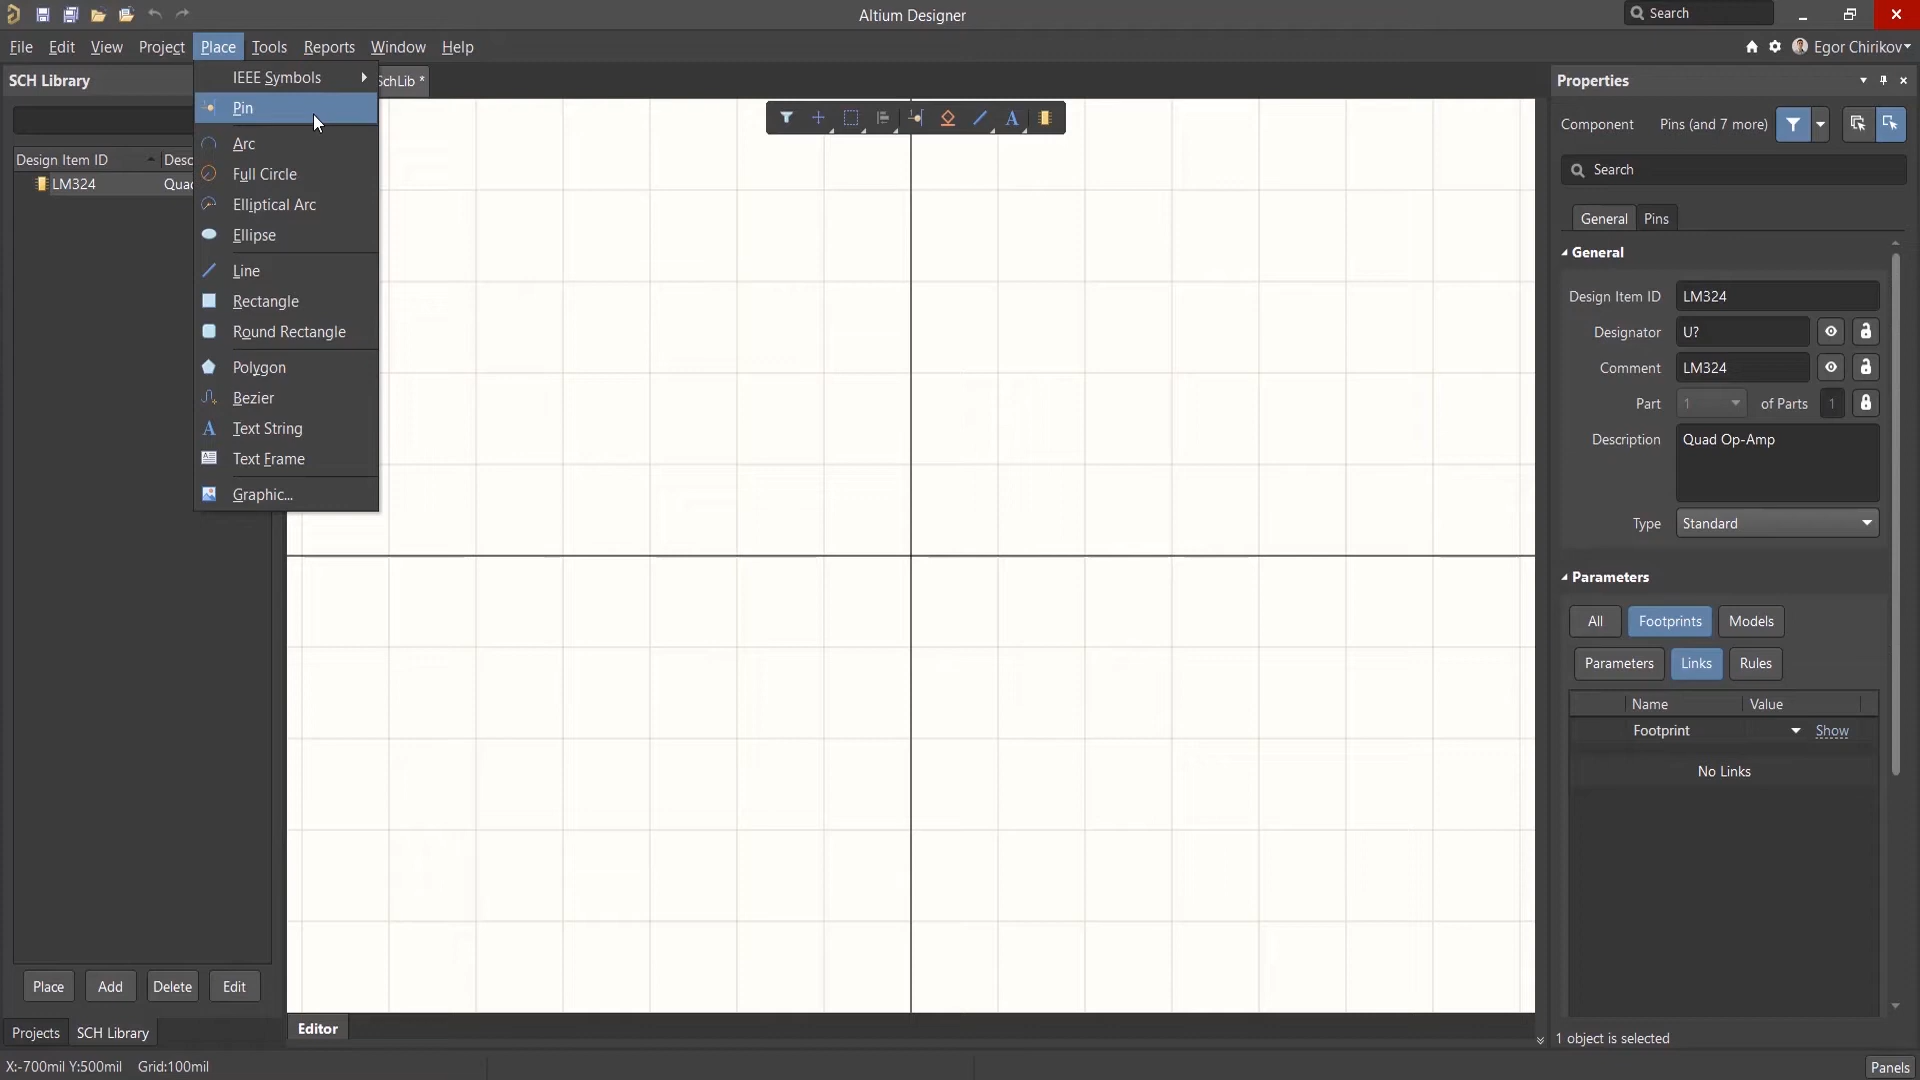 Altium Designer
Search
File Edit View Project Place Tools Reports Window Help
Egor Chirikov
SCH Library
SchLib *
Design Item ID
LM324
IEEE Symbols
Pin
Arc
Full Circle
Elliptical Arc
Ellipse
Line
Rectangle
Round Rectangle
Polygon
Bezier
Text String
Text Frame
Graphic...
Place Add Delete Edit
Projects SCH Library
Editor
X:-700mil Y:500mil Grid:100mil
Properties
Component Pins (and 7 more)
Search
General Pins
General
Design Item ID LM324
Designator U?
Comment LM324
Part 1 of Parts 1
Description Quad Op-Amp
Type Standard
Parameters
All Footprints Models
Parameters Links Rules
Name Value
Footprint Show
No Links
1 object is selected
Panels